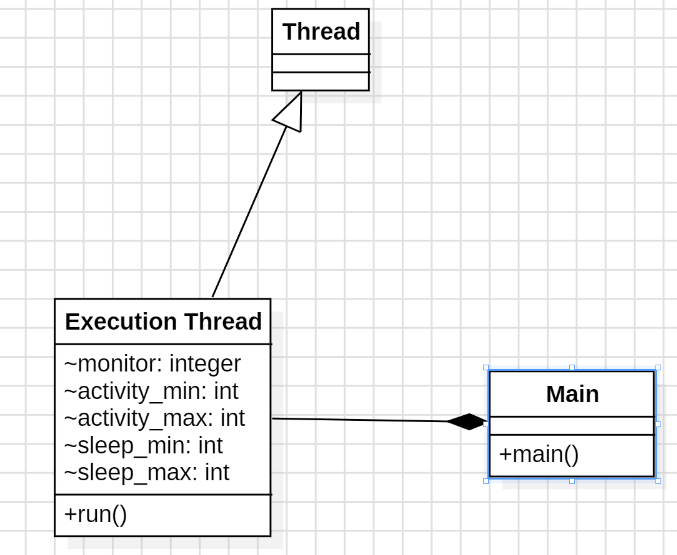 Thread
Execution Thread
~monitor: integer
~activity_min: int
~activity_max: int
~sleep_min: int
~sleep_max: int
+run()
Main
+main()